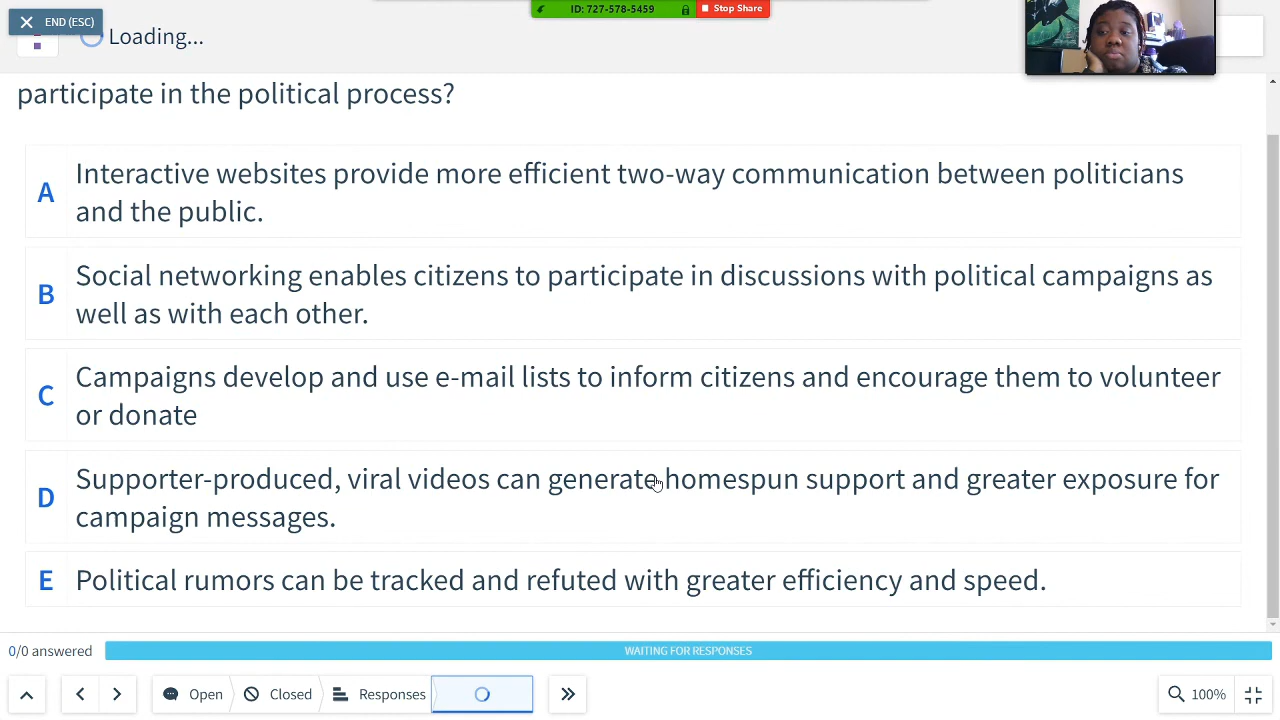 END (ESC)
ID: 727-578-5459
Stop Share
Loading...
participate in the political process?
A
Interactive websites provide more efficient two-way communication between politicians
and the public.
B
Social networking enables citizens to participate in discussions with political campaigns as
well as with each other.
C
Campaigns develop and use e-mail lists to inform citizens and encourage them to volunteer
or donate
D
Supporter-produced, viral videos can generate homespun support and greater exposure for
campaign messages.
E
Political rumors can be tracked and refuted with greater efficiency and speed.
0/0 answered
WAITING FOR RESPONSES
Open
Closed
Responses
100%